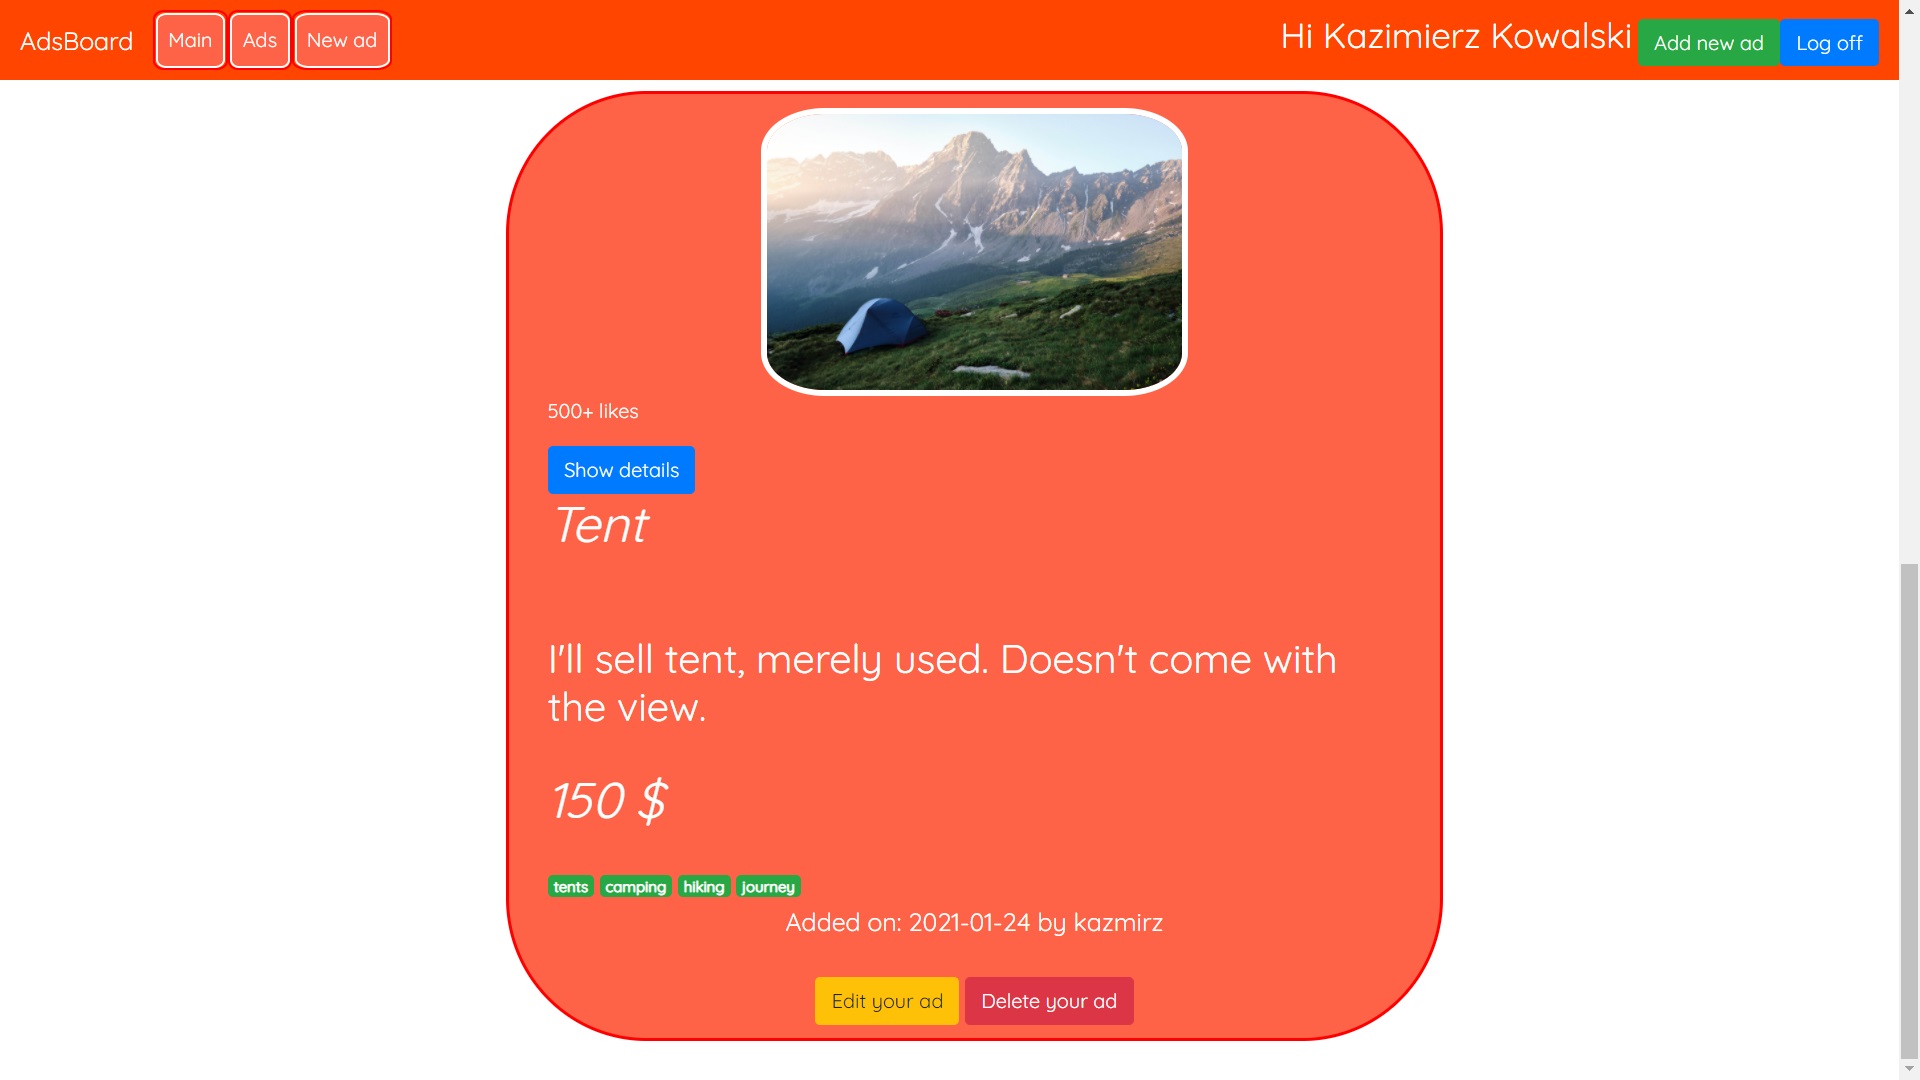 AdsBoard Main Ads New ad Hi Kazimierz Kowalski Add new ad Log off
500+ likes
Show details
Tent
I'll sell tent, merely used. Doesn't come with
the view.
150 $
tents camping hiking journey
Added on: 2021-01-24 by kazmirz
Edit your ad Delete your ad